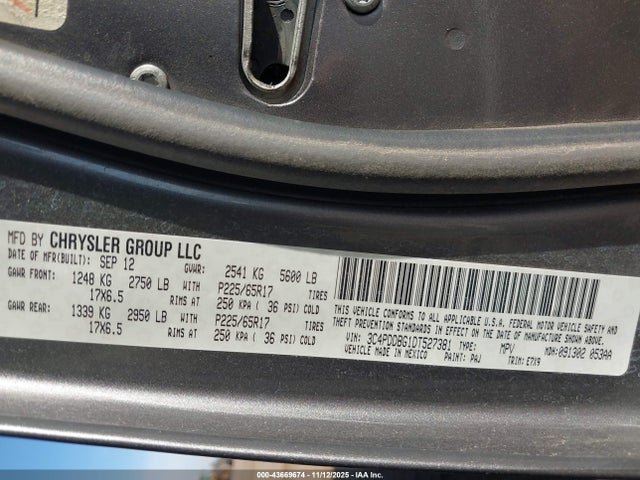 MFD BY CHRYSLER GROUP LLC
DATE OF MFR(BUILT): SEP 12 GVWR: 2541 KG 5600 LB
GAWR FRONT: 1248 KG 2750 LB WITH P225/65R17 TIRES
17X6.5 RIMS AT 250 KPA ( 36 PSI) COLD
GAWR REAR: 1339 KG 2950 LB WITH P225/65R17 TIRES
17X6.5 RIMS AT 250 KPA ( 36 PSI) COLD
THIS VEHICLE CONFORMS TO ALL APPLICABLE U.S.A. FEDERAL MOTOR VEHICLE SAFETY,
BUMPER, AND THEFT PREVENTION STANDARDS IN EFFECT ON THE DATE OF MANUFACTURE SHOWN ABOVE.
VIN: 3C4PDDBG1DT527381 TYPE: MPV MDH: 091302 053AA
VEHICLE MADE IN MEXICO PAINT: PAJ TRIM: E7X9
000-43669674 - 11/12/2025 - IAA Inc.